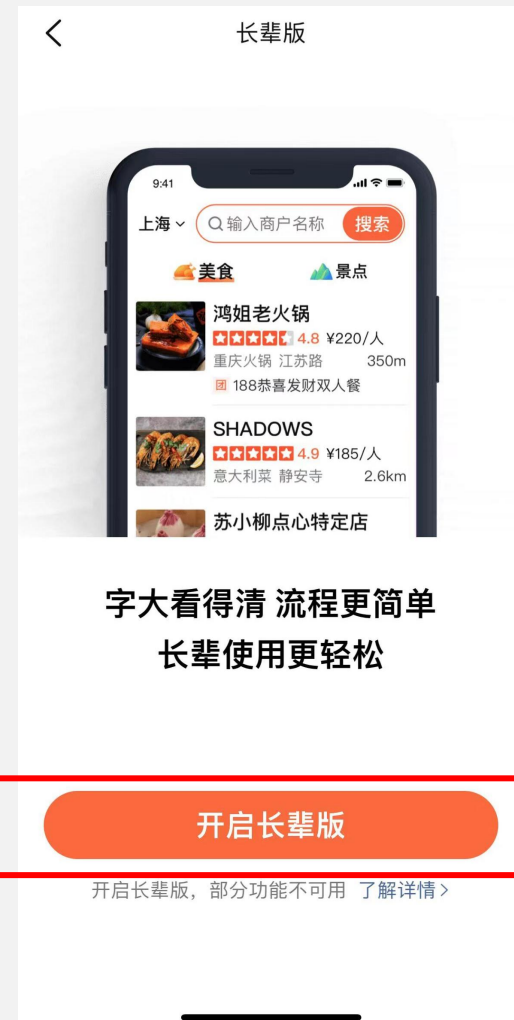 长辈版
9:41
上海 输入商户名称 搜索
美食 景点
鸿姐老火锅
4.8 ¥220/人
重庆火锅 江苏路 350m
团 188恭喜发财双人餐
SHADOWS
4.9 ¥185/人
意大利菜 静安寺 2.6km
苏小柳点心特定店
字大看得清 流程更简单
长辈使用更轻松
开启长辈版
开启长辈版，部分功能不可用 了解详情>